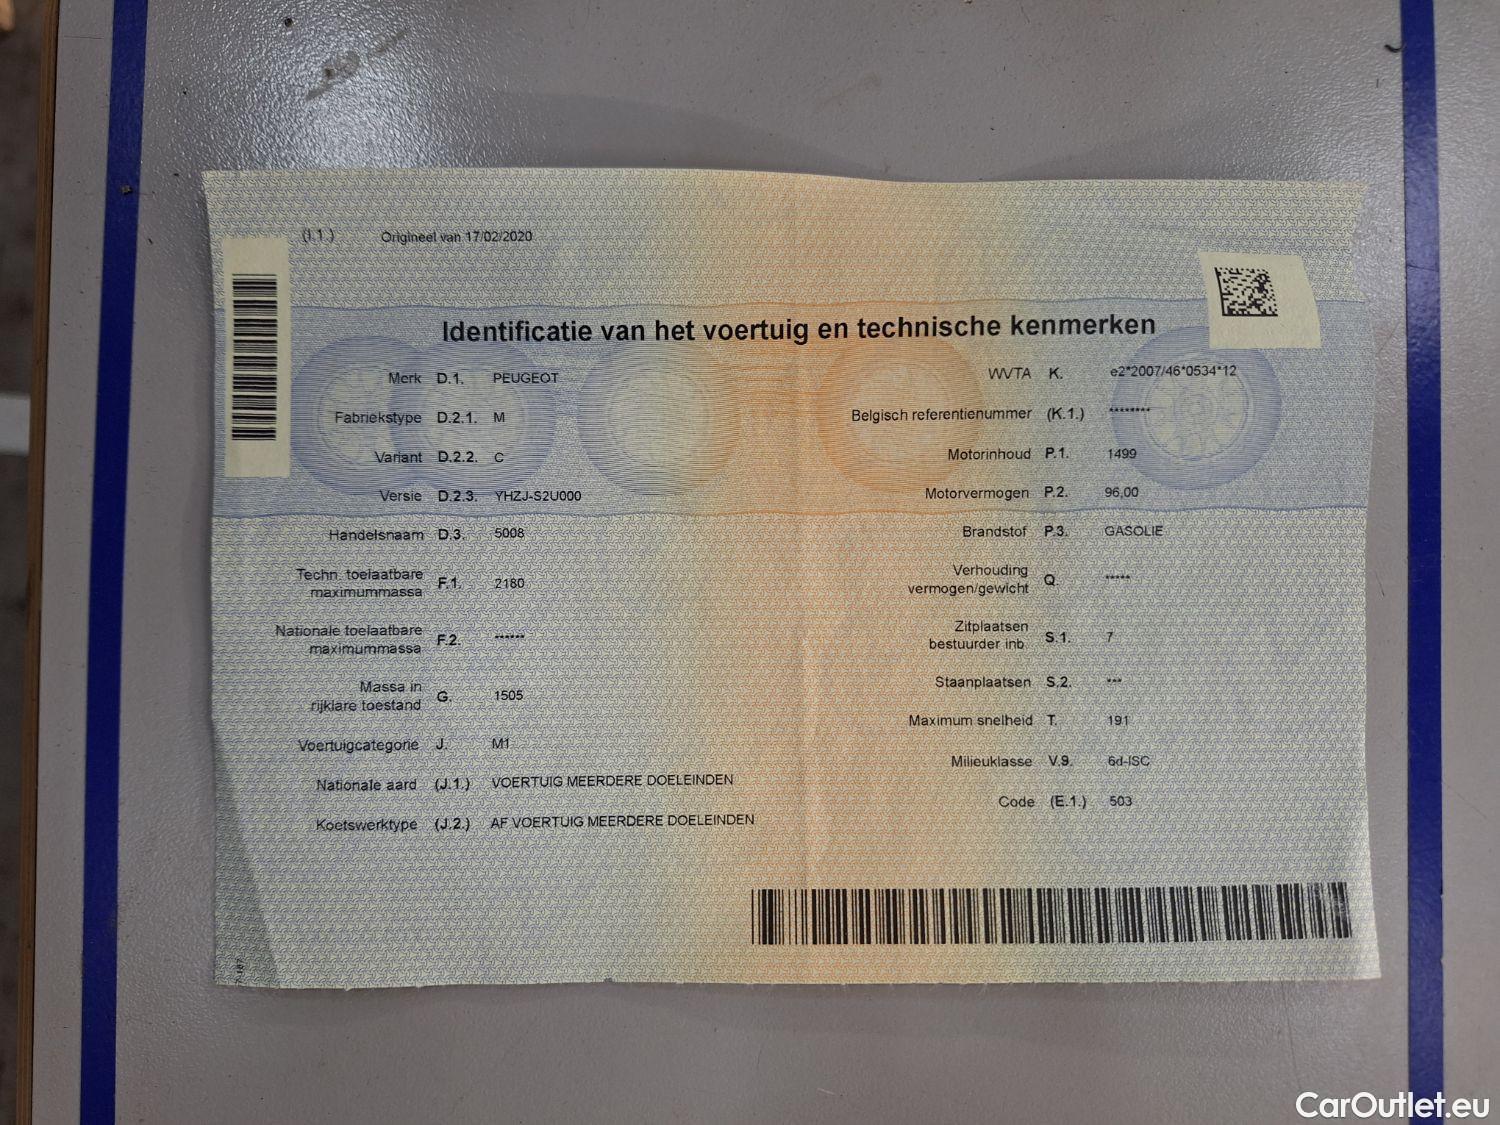 (I.1.) Origineel van 17/02/2020
Identificatie van het voertuig en technische kenmerken
Merk D.1. PEUGEOT
Fabriekstype D.2.1. M
Variant D.2.2. C
Versie D.2.3. YHZJ-S2U000
Handelsnaam D.3. 5008
Techn. toelaatbare
maximummassa F.1. 2180
Nationale toelaatbare
maximummassa F.2. ******
Massa in
rijklare toestand G. 1505
Voertuigcategorie J. M1
Nationale aard (J.1.) VOERTUIG MEERDERE DOELEINDEN
Koetswerktype (J.2.) AF VOERTUIG MEERDERE DOELEINDEN
WVTA K. e2*2007/46*0534*12
Belgisch referentienummer (K.1.) ********
Motorinhoud P.1. 1499
Motorvermogen P.2. 96,00
Brandstof P.3. GASOLIE
Verhouding
vermogen/gewicht Q. *****
Zitplaatsen
bestuurder inb. S.1. 7
Staanplaatsen S.2. ***
Maximum snelheid T. 191
Milieuklasse V.9. 6d-ISC
Code (E.1.) 503
CarOutlet.eu